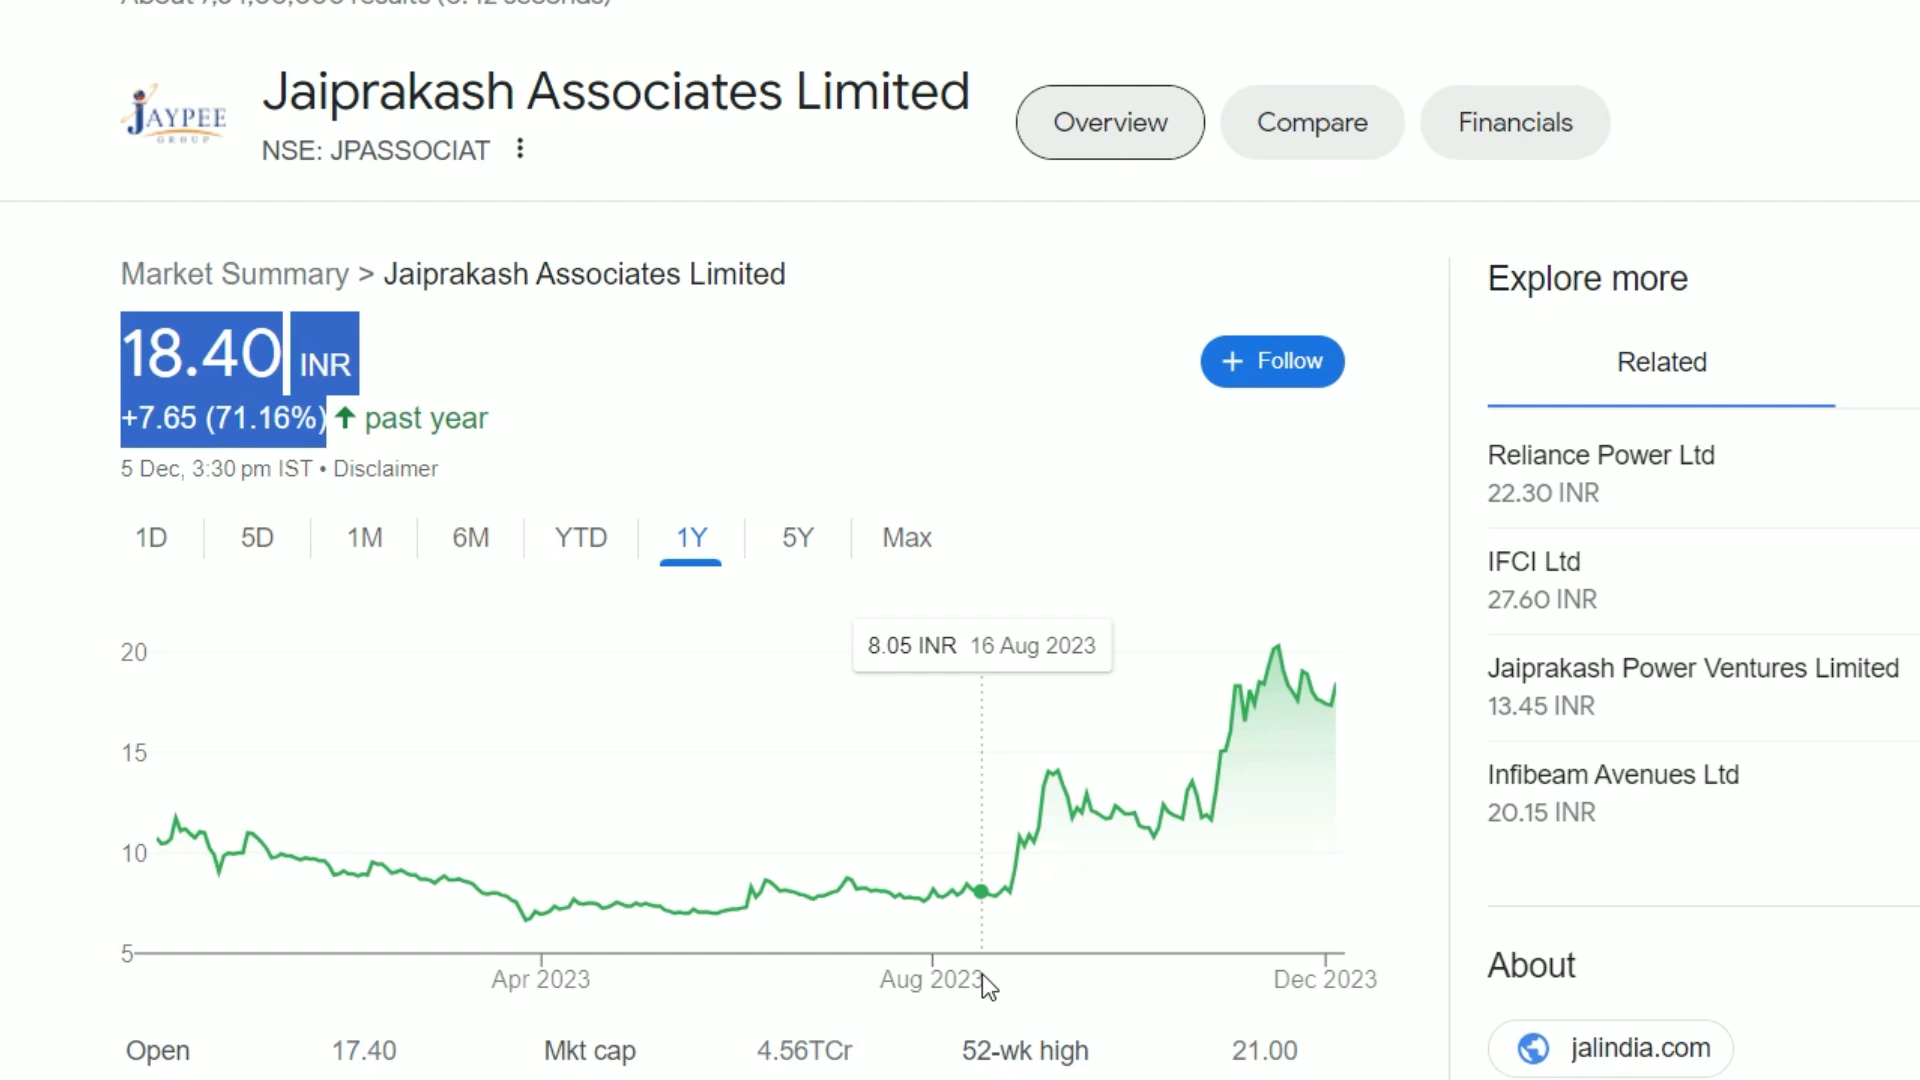 Jaiprakash Associates Limited
NSE: JPASSOCIAT
JAYPEE
GROUP
Overview
Compare
Financials
Market Summary > Jaiprakash Associates Limited
18.40 INR
+7.65 (71.16%) ↑ past year
5 Dec, 3:30 pm IST • Disclaimer
+ Follow
1D 5D 1M 6M YTD 1Y 5Y Max
8.05 INR 16 Aug 2023
20
15
10
5
Apr 2023 Aug 2023 Dec 2023
Open 17.40 Mkt cap 4.56TCr 52-wk high 21.00
Explore more
Related
Reliance Power Ltd
22.30 INR
IFCI Ltd
27.60 INR
Jaiprakash Power Ventures Limited
13.45 INR
Infibeam Avenues Ltd
20.15 INR
About
jalindia.com